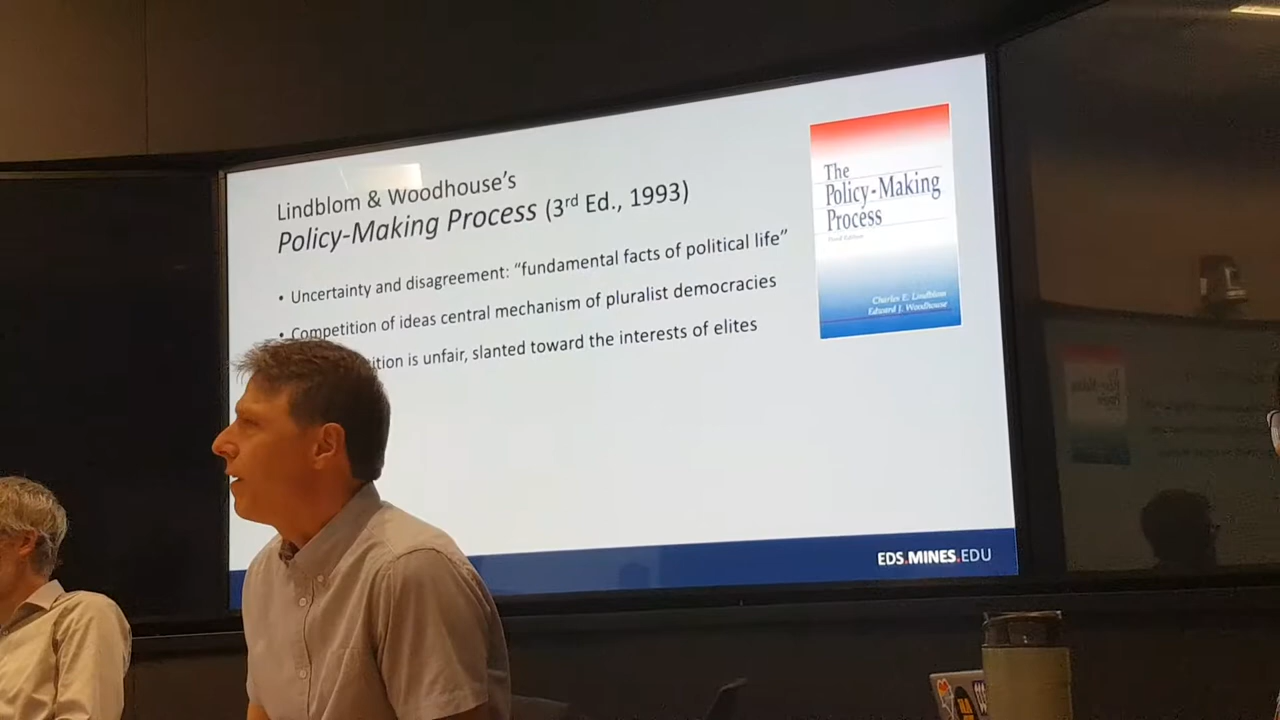 Lindblom & Woodhouse's
Policy-Making Process (3rd Ed., 1993)
• Uncertainty and disagreement: “fundamental facts of political life”
• Competition of ideas central mechanism of pluralist democracies
ition is unfair, slanted toward the interests of elites
The
Policy-Making
Process
Third Edition
Charles E. Lindblom
Edward J. Woodhouse
EDS.MINES.EDU